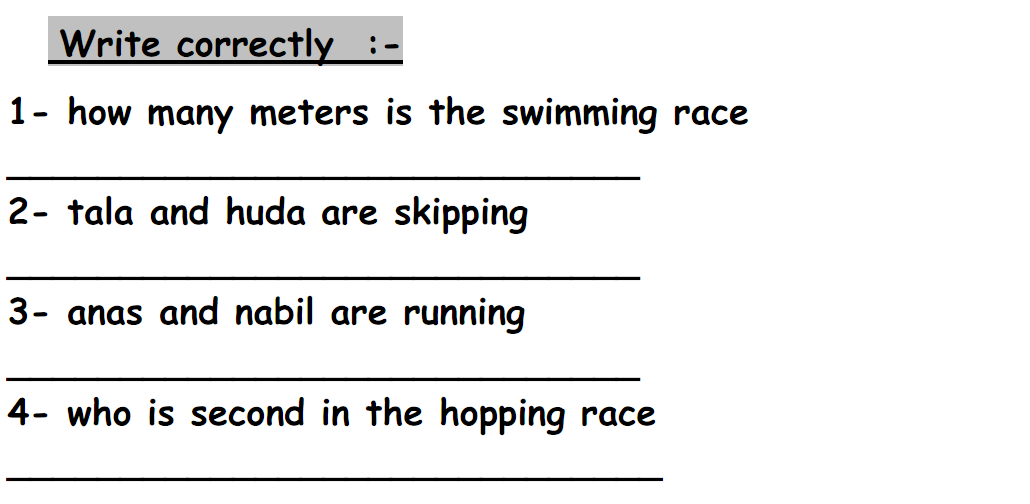 Write correctly :-
1- how many meters is the swimming race
2- tala and huda are skipping
3- anas and nabil are running
4- who is second in the hopping race